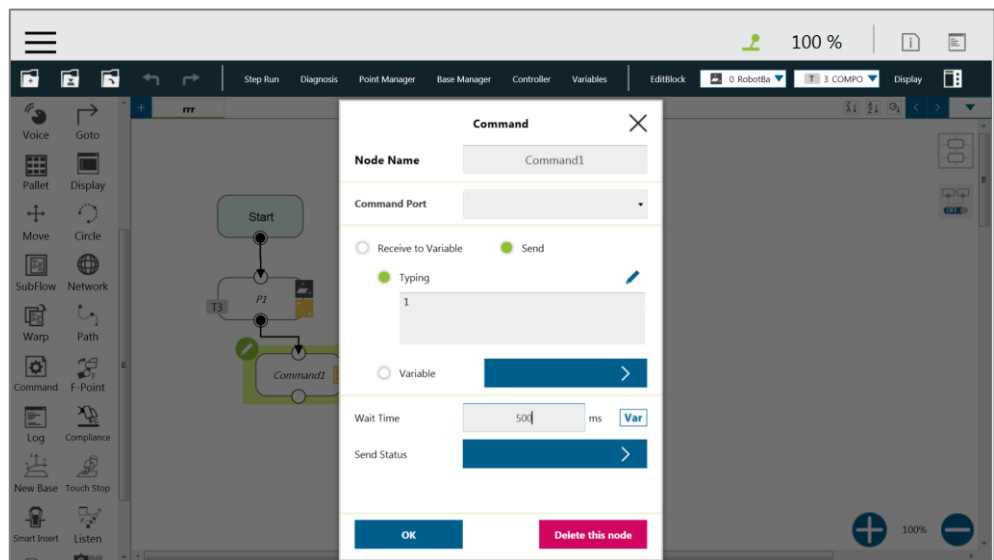 100 %
Step Run Diagnosis Point Manager Base Manager Controller Variables EditBlock 0 RobotBa T 3 COMPO Display
+ rrr
Voice Goto
Pallet Display
Move Circle
SubFlow Network
Warp Path
Command F-Point
Log Compliance
New Base Touch Stop
Smart Insert Listen
Start
P1
T3
Command1
Command
Node Name Command1
Command Port
Receive to Variable Send
Typing
1
Variable
Wait Time 500 ms Var
Send Status
OK Delete this node
OFF
100%